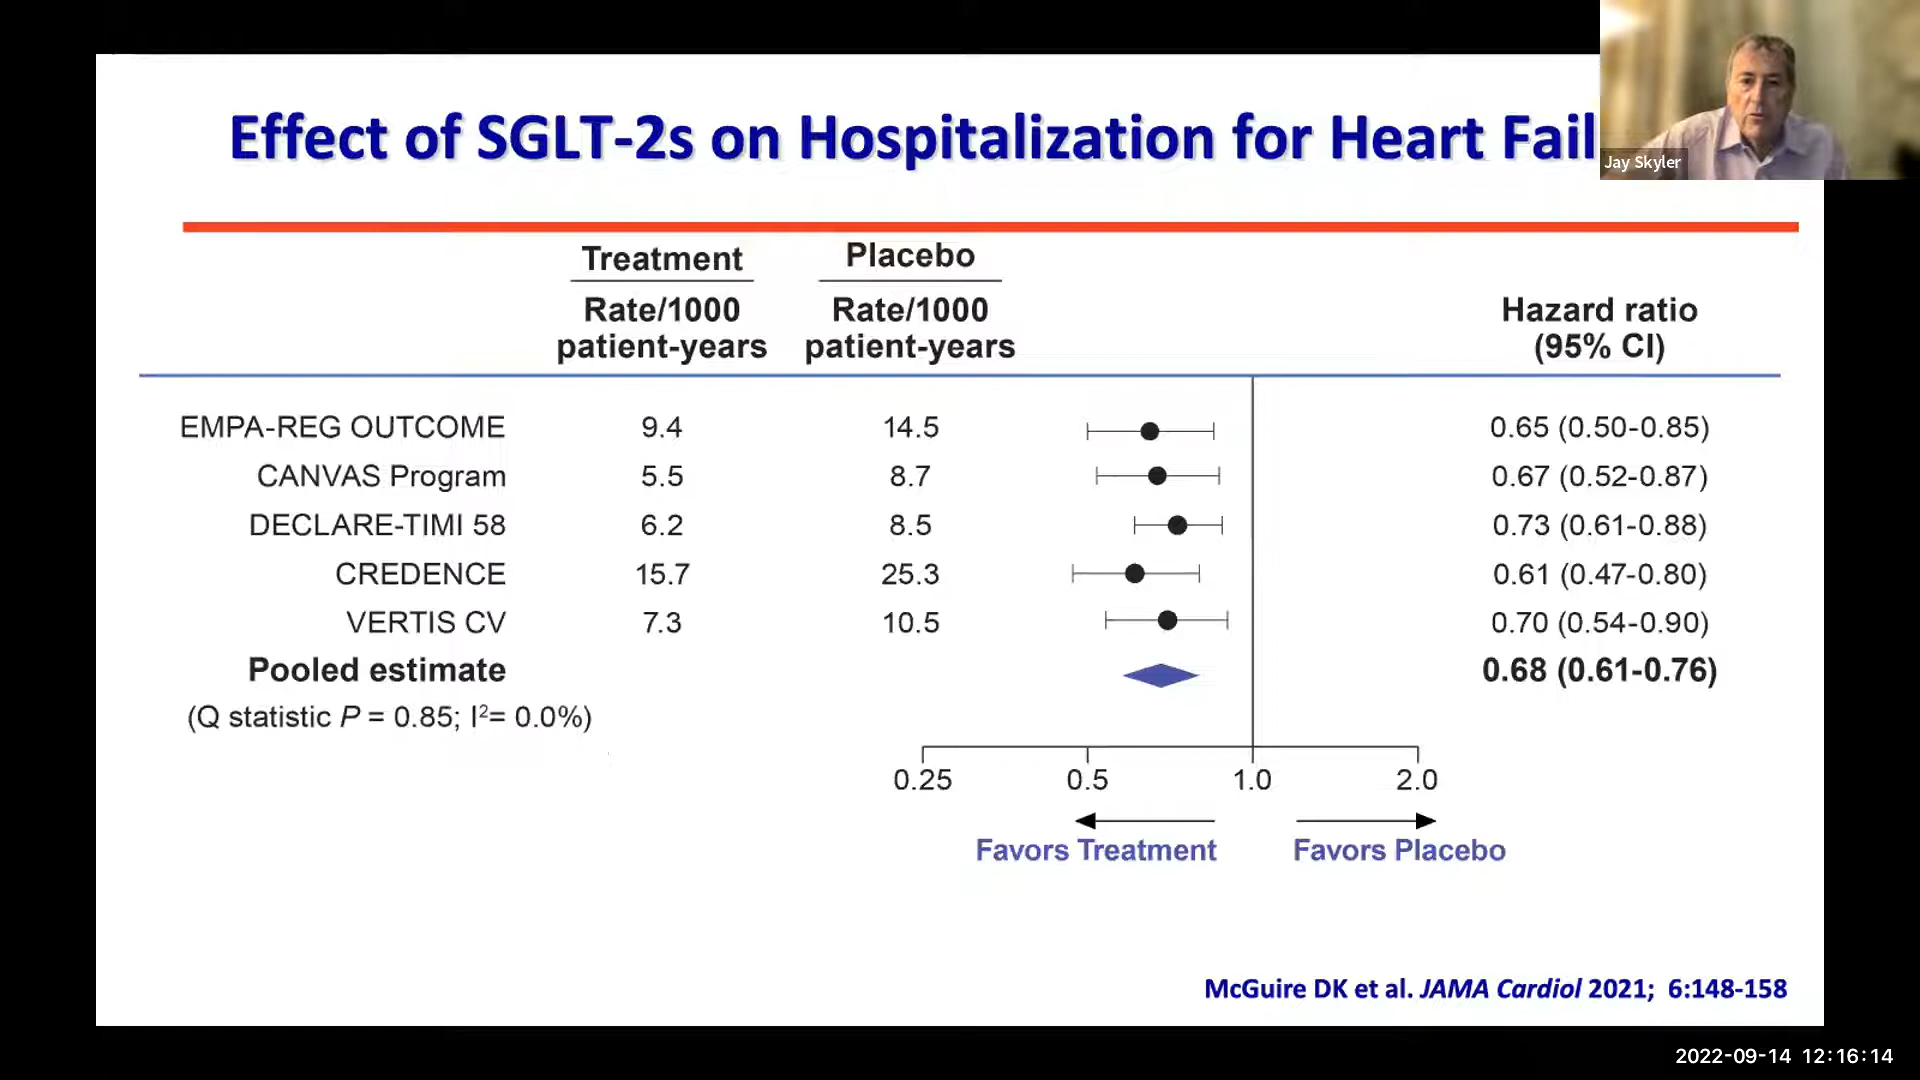 Effect of SGLT-2s on Hospitalization for Heart Fail
Jay Skyler
Treatment Placebo
Rate/1000 patient-years Rate/1000 patient-years Hazard ratio (95% CI)
EMPA-REG OUTCOME 9.4 14.5 0.65 (0.50-0.85)
CANVAS Program 5.5 8.7 0.67 (0.52-0.87)
DECLARE-TIMI 58 6.2 8.5 0.73 (0.61-0.88)
CREDENCE 15.7 25.3 0.61 (0.47-0.80)
VERTIS CV 7.3 10.5 0.70 (0.54-0.90)
Pooled estimate 0.68 (0.61-0.76)
(Q statistic P = 0.85; I²= 0.0%)
0.25 0.5 1.0 2.0
Favors Treatment Favors Placebo
McGuire DK et al. JAMA Cardiol 2021; 6:148-158
2022-09-14 12:16:14